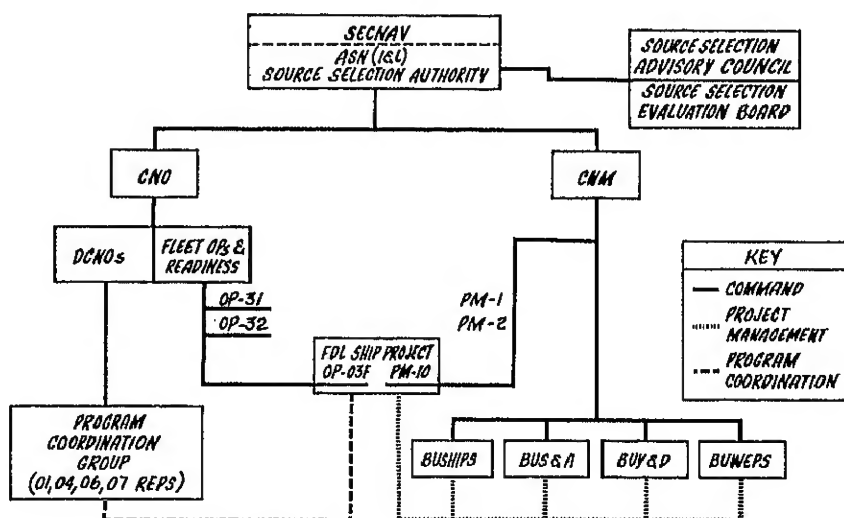 SECNAV
ASN (I&L)
SOURCE SELECTION AUTHORITY
SOURCE SELECTION
ADVISORY COUNCIL
SOURCE SELECTION
EVALUATION BOARD
CNO
CNM
DCNOs
FLEET OPs &
READINESS
OP-31
OP-32
PM-1
PM-2
FDL SHIP PROJECT
OP-03F PM-10
KEY
COMMAND
PROJECT
MANAGEMENT
PROGRAM
COORDINATION
PROGRAM
COORDINATION
GROUP
(01,04,06,07 REPS)
BUSHIPS
BUS&A
BUY&D
BUWEPS